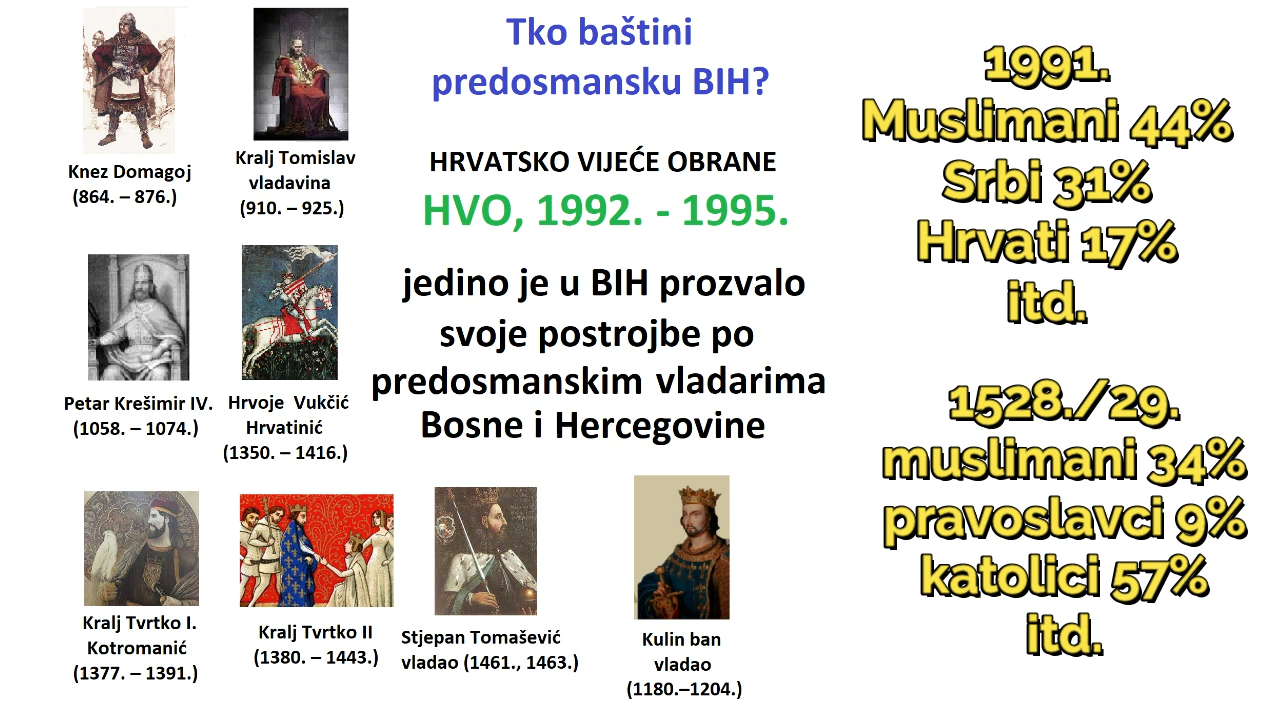 Tko baštini
predosmansku BIH?
HRVATSKO VIJEĆE OBRANE
HVO, 1992. - 1995.
jedino je u BIH prozvalo
svoje postrojbe po
predosmanskim vladarima
Bosne i Hercegovine
Knez Domagoj
(864. – 876.)
Kralj Tomislav
vladavina
(910. – 925.)
Petar Krešimir IV.
(1058. – 1074.)
Hrvoje Vukčić
Hrvatinić
(1350. – 1416.)
Kralj Tvrtko I.
Kotromanić
(1377. – 1391.)
Kralj Tvrtko II
(1380. – 1443.)
Stjepan Tomašević
vladao (1461., 1463.)
Kulin ban
vladao
(1180.–1204.)
1991.
Muslimani 44%
Srbi 31%
Hrvati 17%
itd.
1528./29.
muslimani 34%
pravoslavci 9%
katolici 57%
itd.